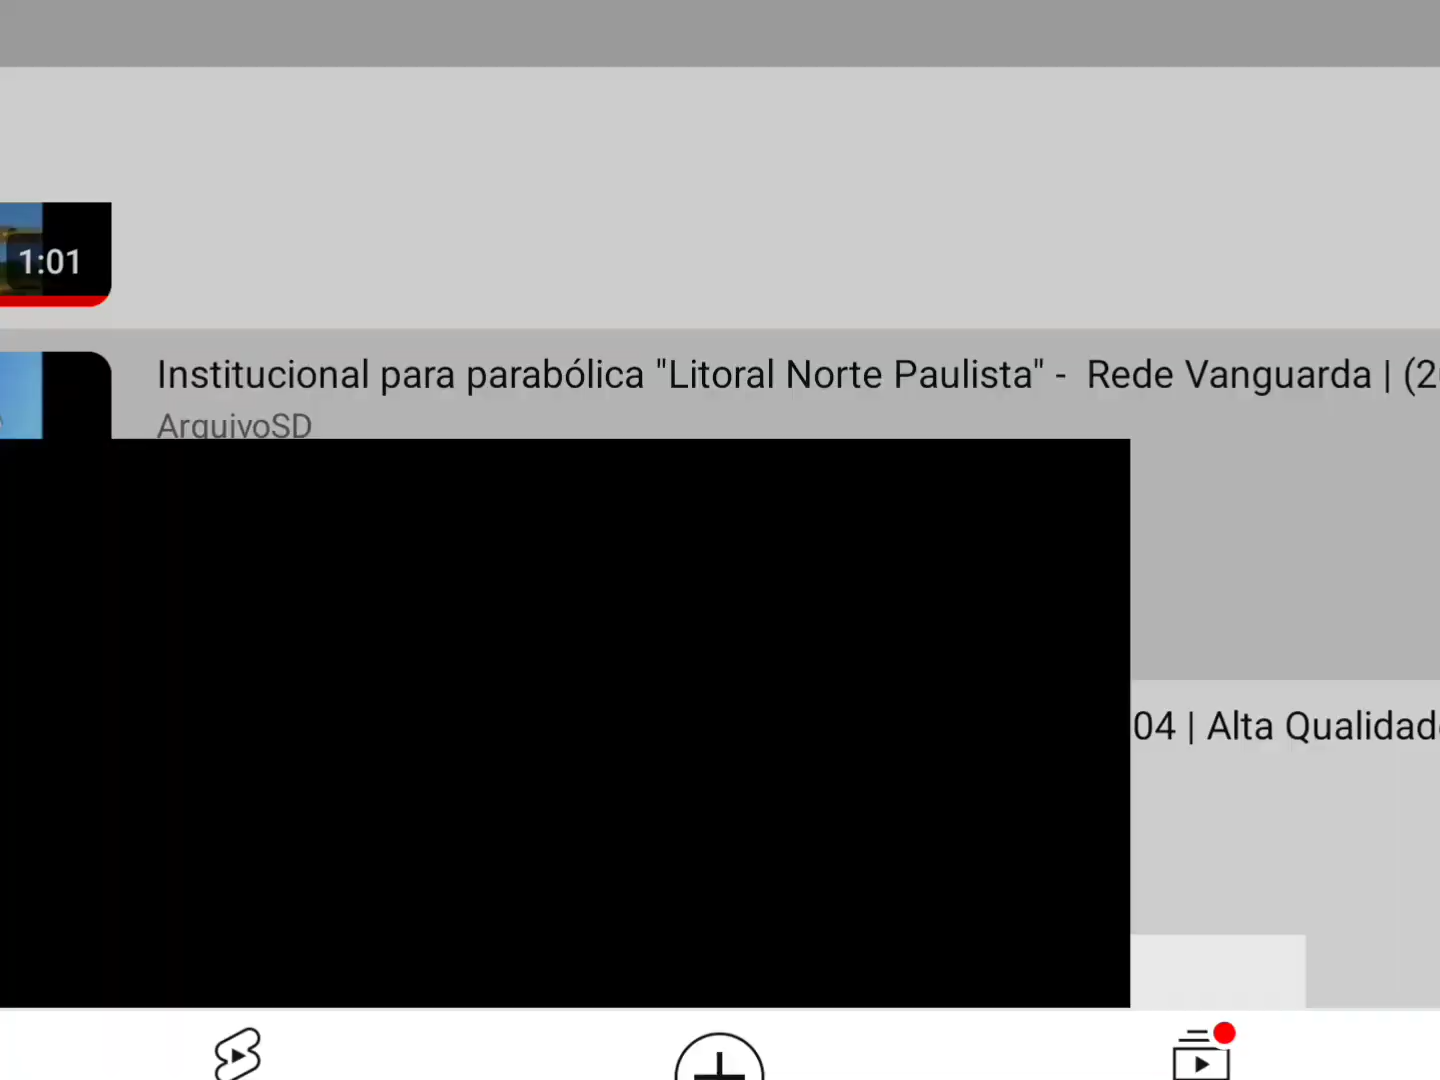 1:01
Institucional para parabólica "Litoral Norte Paulista" -  Rede Vanguarda | (2
ArquivoSD
04 | Alta Qualidad